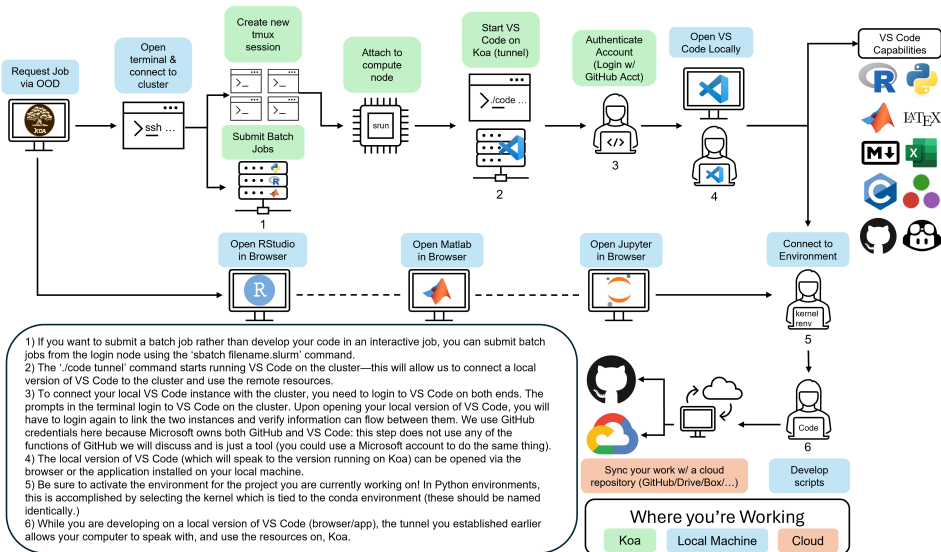 Request Job
via OOD
KOA
Open
terminal &
connect to
cluster
>ssh ...
Create new
tmux
session
>_
>_
>_
>_
Submit Batch
Jobs
R
1
Attach to
compute
node
srun
Start VS
Code on
Koa (tunnel)
>./code ...
2
Authenticate
Account
(Login w/
GitHub Acct)
</>
3
Open VS
Code Locally
4
VS Code
Capabilities
R
LATEX
M
X
C
Open RStudio
in Browser
R
Open Matlab
in Browser
Open Jupyter
in Browser
Connect to
Environment
kernel
renv
5
Code
6
Develop
scripts
Sync your work w/ a cloud
repository (GitHub/Drive/Box/...)
1) If you want to submit a batch job rather than develop your code in an interactive job, you can submit batch
jobs from the login node using the ‘sbatch filename.slurm’ command.
2) The ‘./code tunnel’ command starts running VS Code on the cluster—this will allow us to connect a local
version of VS Code to the cluster and use the remote resources.
3) To connect your local VS Code instance with the cluster, you need to login to VS Code on both ends. The
prompts in the terminal login to VS Code on the cluster. Upon opening your local version of VS Code, you will
have to login again to link the two instances and verify information can flow between them. We use GitHub
credentials here because Microsoft owns both GitHub and VS Code: this step does not use any of the
functions of GitHub we will discuss and is just a tool (you could use a Microsoft account to do the same thing).
4) The local version of VS Code (which will speak to the version running on Koa) can be opened via the
browser or the application installed on your local machine.
5) Be sure to activate the environment for the project you are currently working on! In Python environments,
this is accomplished by selecting the kernel which is tied to the conda environment (these should be named
identically.)
6) While you are developing on a local version of VS Code (browser/app), the tunnel you established earlier
allows your computer to speak with, and use the resources on, Koa.
Where you’re Working
Koa
Local Machine
Cloud